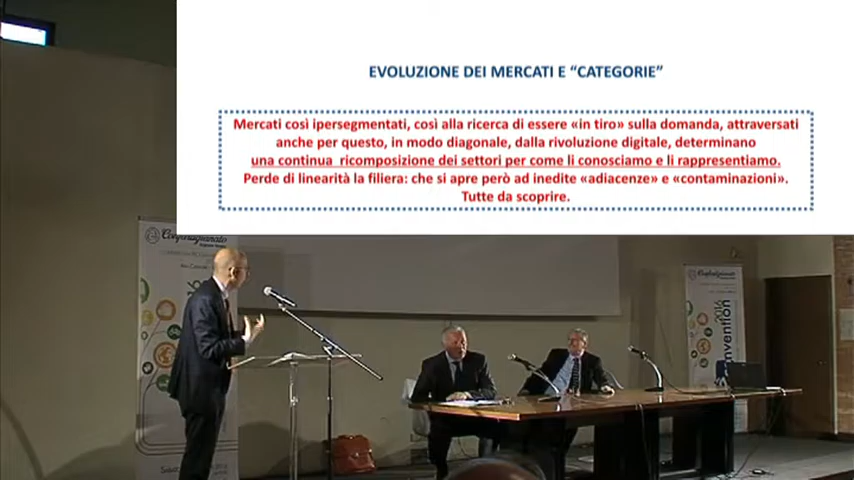 EVOLUZIONE DEI MERCATI E “CATEGORIE”
Mercati così ipersegmentati, così alla ricerca di essere «in tiro» sulla domanda, attraversati
anche per questo, in modo diagonale, dalla rivoluzione digitale, determinano
una continua ricomposizione dei settori per come li conosciamo e li rappresentiamo.
Perde di linearità la filiera: che si apre però ad inedite «adiacenze» e «contaminazioni».
Tutte da scoprire.
Confartigianato
Confartigianato
2016
nvention